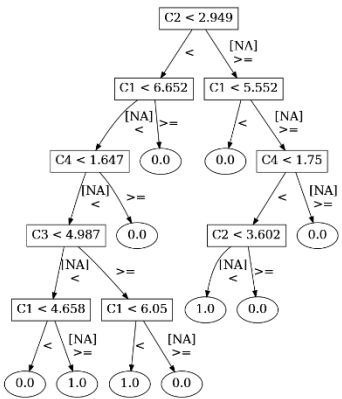 C2 < 2.949
< [NA] >=
C1 < 6.652 C1 < 5.552
[NA] < >= < [NA] >=
C4 < 1.647 0.0 0.0 C4 < 1.75
[NA] < >= < [NA] >=
C3 < 4.987 0.0 C2 < 3.602 0.0
[NA] < >= [NA] < >=
C1 < 4.658 C1 < 6.05 1.0 0.0
< [NA] >= < [NA] >=
0.0 1.0 1.0 0.0